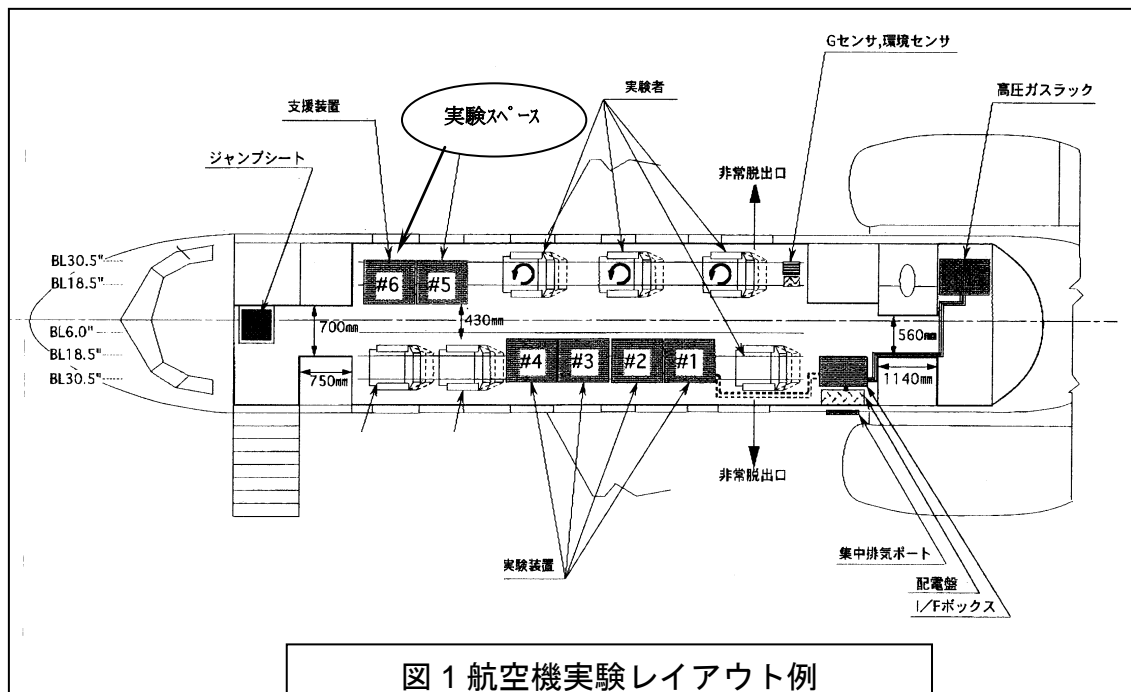 Gセンサ,環境センサ
実験者
高圧ガスラック
支援装置
実験スペース
ジャンプシート
非常脱出口
BL30.5"
BL18.5"
BL6.0"
BL18.5"
BL30.5"
#6
#5
700mm
430mm
560mm
#4
#3
#2
#1
750mm
1140mm
非常脱出口
実験装置
集中排気ポート
配電盤
I/Fボックス
図1航空機実験レイアウト例